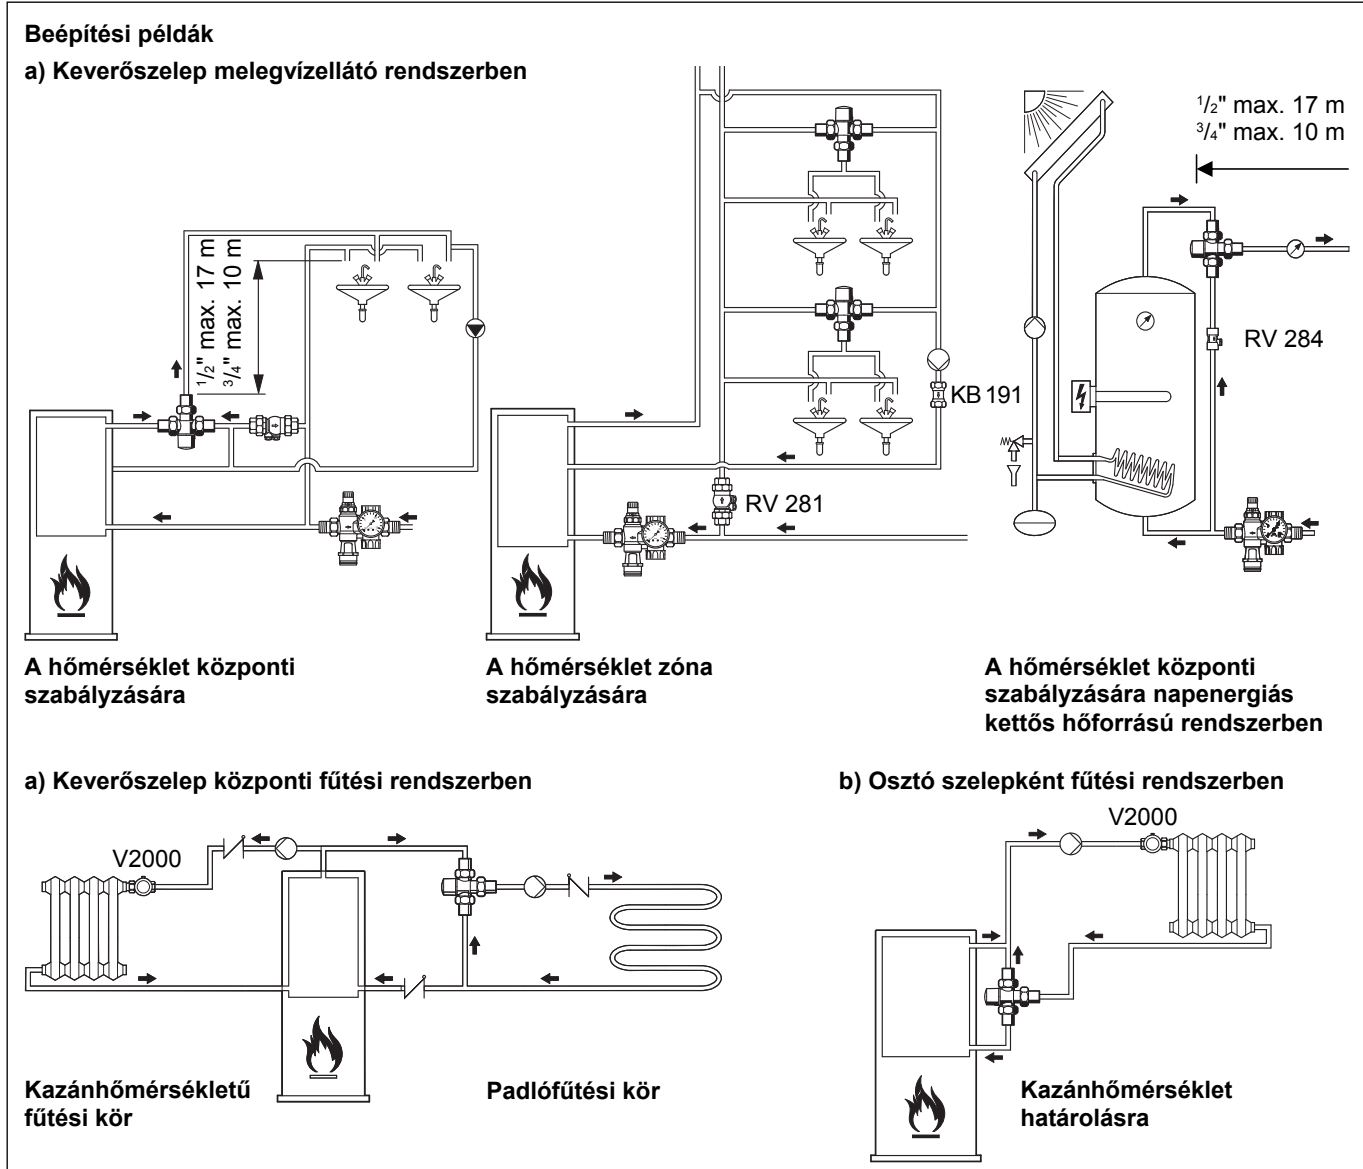 Beépítési példák
a) Keverőszelep melegvízellátó rendszerben
1/2" max. 17 m
3/4" max. 10 m
1/2" max. 17 m
3/4" max. 10 m
KB 191
RV 281
RV 284
A hőmérséklet központi
szabályzására
A hőmérséklet zóna
szabályzására
A hőmérséklet központi
szabályzására napenergiás
kettős hőforrású rendszerben
a) Keverőszelep központi fűtési rendszerben
V2000
Kazánhőmérsékletű
fűtési kör
Padlófűtési kör
b) Osztó szelepként fűtési rendszerben
V2000
Kazánhőmérséklet
határolásra